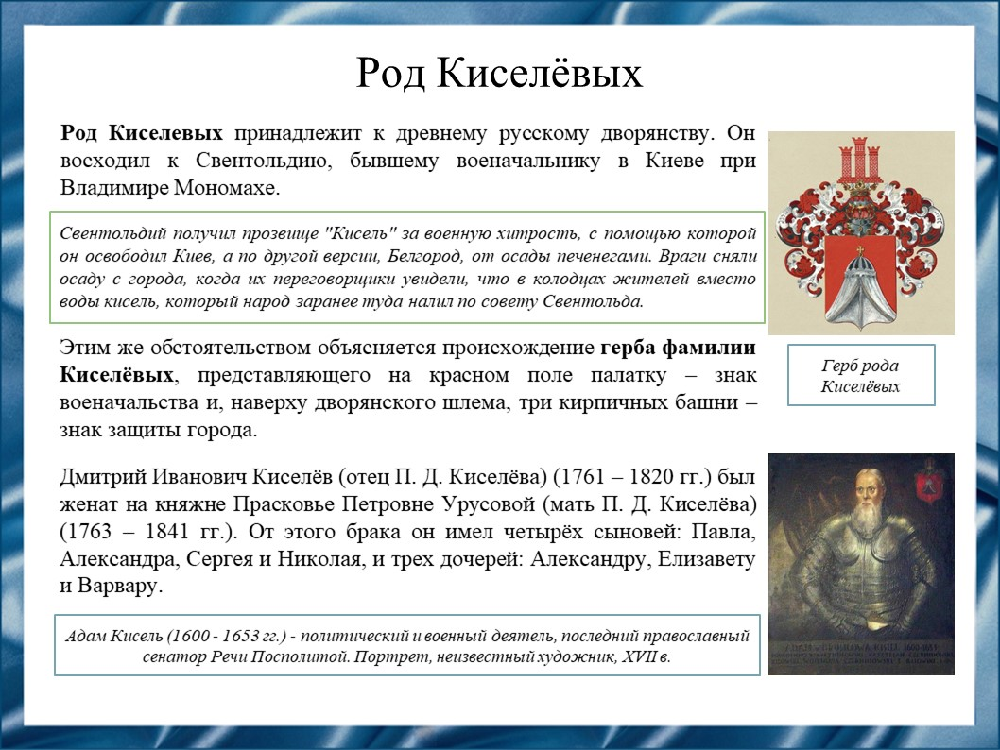 Род Киселёвых
Род Киселевых принадлежит к древнему русскому дворянству. Он
восходил к Свентольдию, бывшему военачальнику в Киеве при
Владимире Мономахе.
Свентольдий получил прозвище "Кисель" за военную хитрость, с помощью которой
он освободил Киев, а по другой версии, Белгород, от осады печенегами. Враги сняли
осаду с города, когда их переговорщики увидели, что в колодцах жителей вместо
воды кисель, который народ заранее туда налил по совету Свентольда.
Этим же обстоятельством объясняется происхождение герба фамилии
Киселёвых, представляющего на красном поле палатку – знак
военачальства и, наверху дворянского шлема, три кирпичных башни –
знак защиты города.
Герб рода
Киселёвых
Дмитрий Иванович Киселёв (отец П. Д. Киселёва) (1761 – 1820 гг.) был
женат на княжне Прасковье Петровне Урусовой (мать П. Д. Киселёва)
(1763 – 1841 гг.). От этого брака он имел четырёх сыновей: Павла,
Александра, Сергея и Николая, и трех дочерей: Александру, Елизавету
и Варвару.
Адам Кисель (1600 - 1653 гг.) - политический и военный деятель, последний православный
сенатор Речи Посполитой. Портрет, неизвестный художник, XVII в.